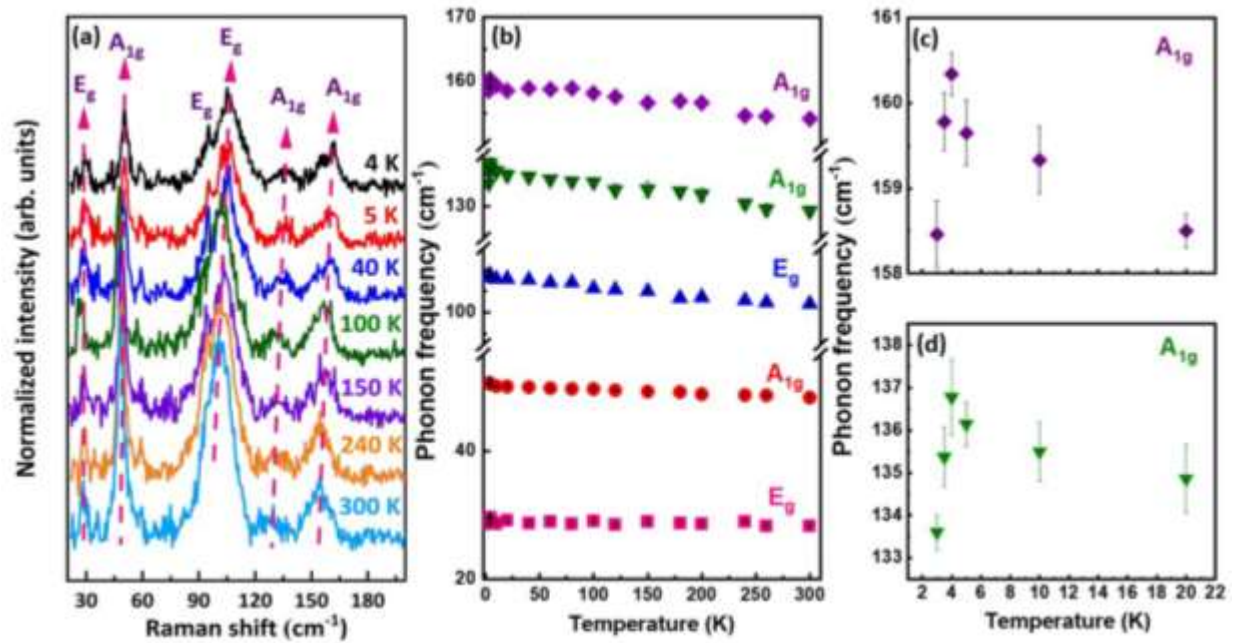 (a)
A1g
Eg
Eg
Eg
A1g
A1g
4 K
5 K
40 K
100 K
150 K
240 K
300 K
Normalized intensity (arb. units)
30 60 90 120 150 180
Raman shift (cm-1)
(b)
170
160
130
100
40
20
A1g
A1g
Eg
A1g
Eg
Phonon frequency (cm-1)
0 50 100 150 200 250 300
Temperature (K)
(c)
A1g
161
160
159
158
Phonon frequency (cm-1)
(d)
A1g
138
137
136
135
134
133
2 4 6 8 10 12 14 16 18 20 22
Temperature (K)